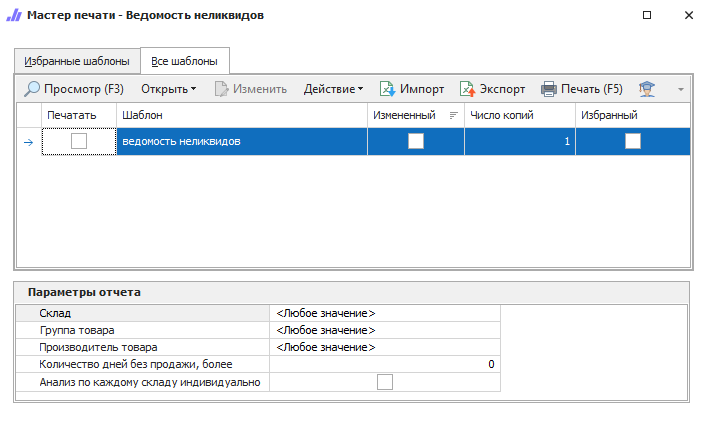 Мастер печати - Ведомость неликвидов
Избранные шаблоны Все шаблоны
Просмотр (F3) Открыть Изменить Действие Импорт Экспорт Печать (F5)
Печатать Шаблон Измененный Число копий Избранный
ведомость неликвидов 1
Параметры отчета
Склад <Любое значение>
Группа товара <Любое значение>
Производитель товара <Любое значение>
Количество дней без продажи, более 0
Анализ по каждому складу индивидуально